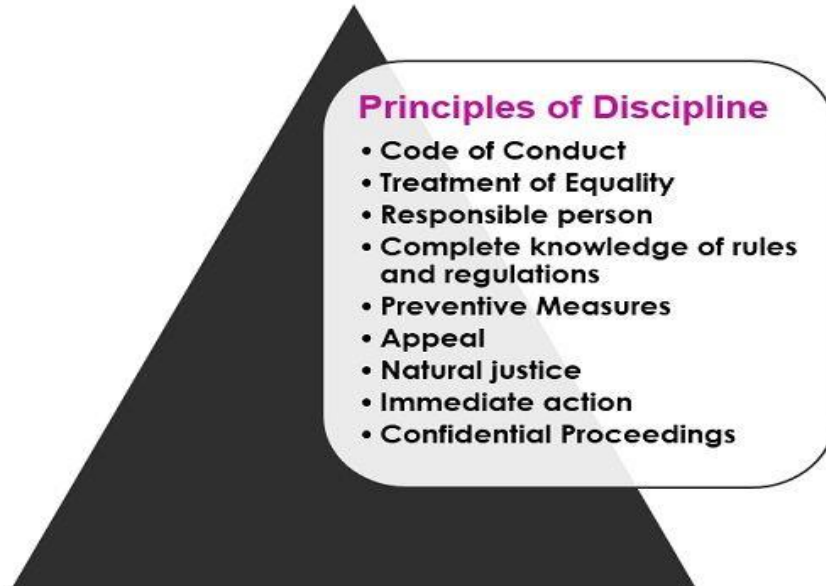 Principles of Discipline
• Code of Conduct
• Treatment of Equality
• Responsible person
• Complete knowledge of rules
and regulations
• Preventive Measures
• Appeal
• Natural justice
• Immediate action
• Confidential Proceedings